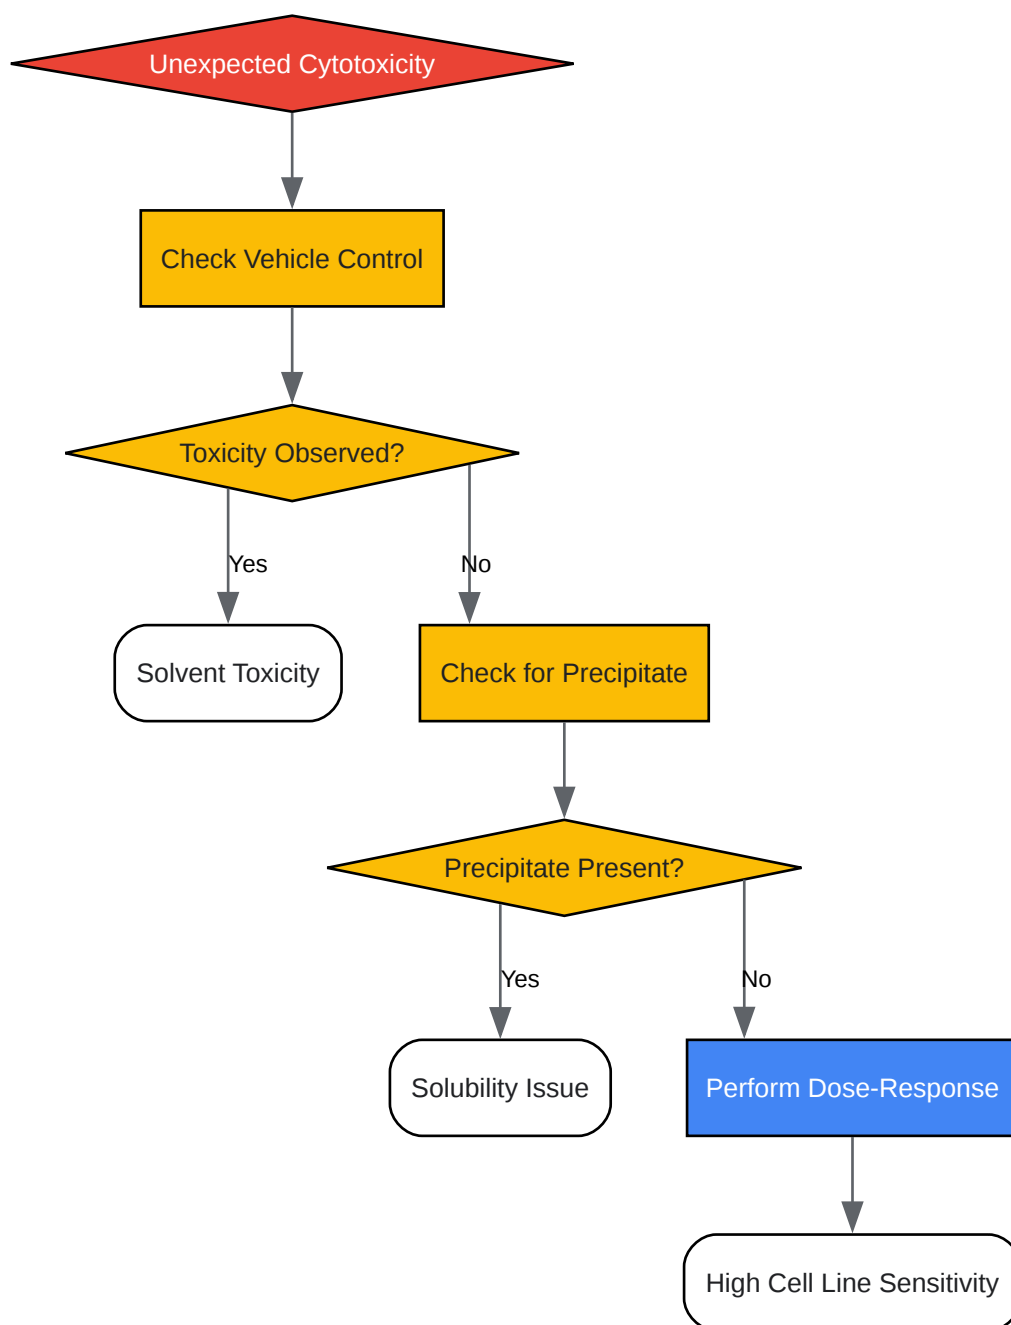 Unexpected Cytotoxicity
Check Vehicle Control
Toxicity Observed?
Yes
No
Solvent Toxicity
Check for Precipitate
Precipitate Present?
Yes
No
Solubility Issue
Perform Dose-Response
High Cell Line Sensitivity